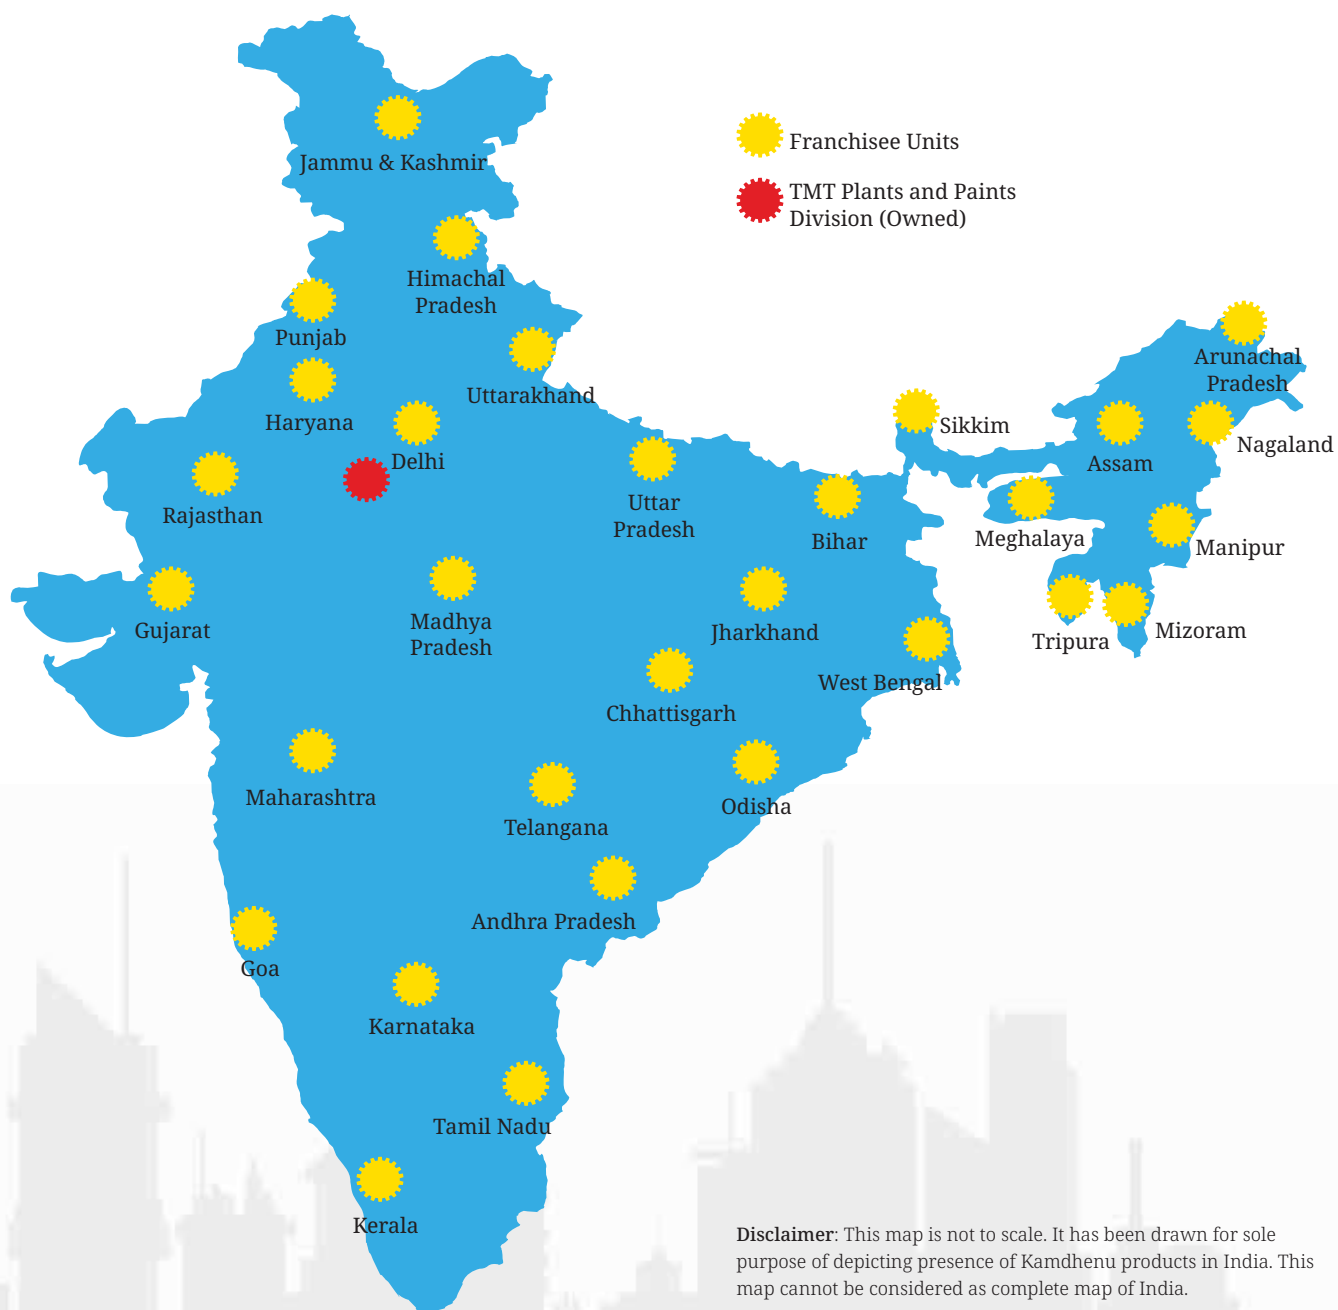 Franchisee Units
TMT Plants and Paints
Division (Owned)
Jammu & Kashmir
Himachal
Pradesh
Punjab
Uttarakhand
Haryana
Delhi
Rajasthan
Uttar
Pradesh
Bihar
Sikkim
Arunachal
Pradesh
Assam
Nagaland
Meghalaya
Manipur
Tripura
Mizoram
Gujarat
Madhya
Pradesh
Jharkhand
West Bengal
Chhattisgarh
Maharashtra
Telangana
Odisha
Andhra Pradesh
Goa
Karnataka
Tamil Nadu
Kerala
Disclaimer: This map is not to scale. It has been drawn for sole
purpose of depicting presence of Kamdhenu products in India. This
map cannot be considered as complete map of India.